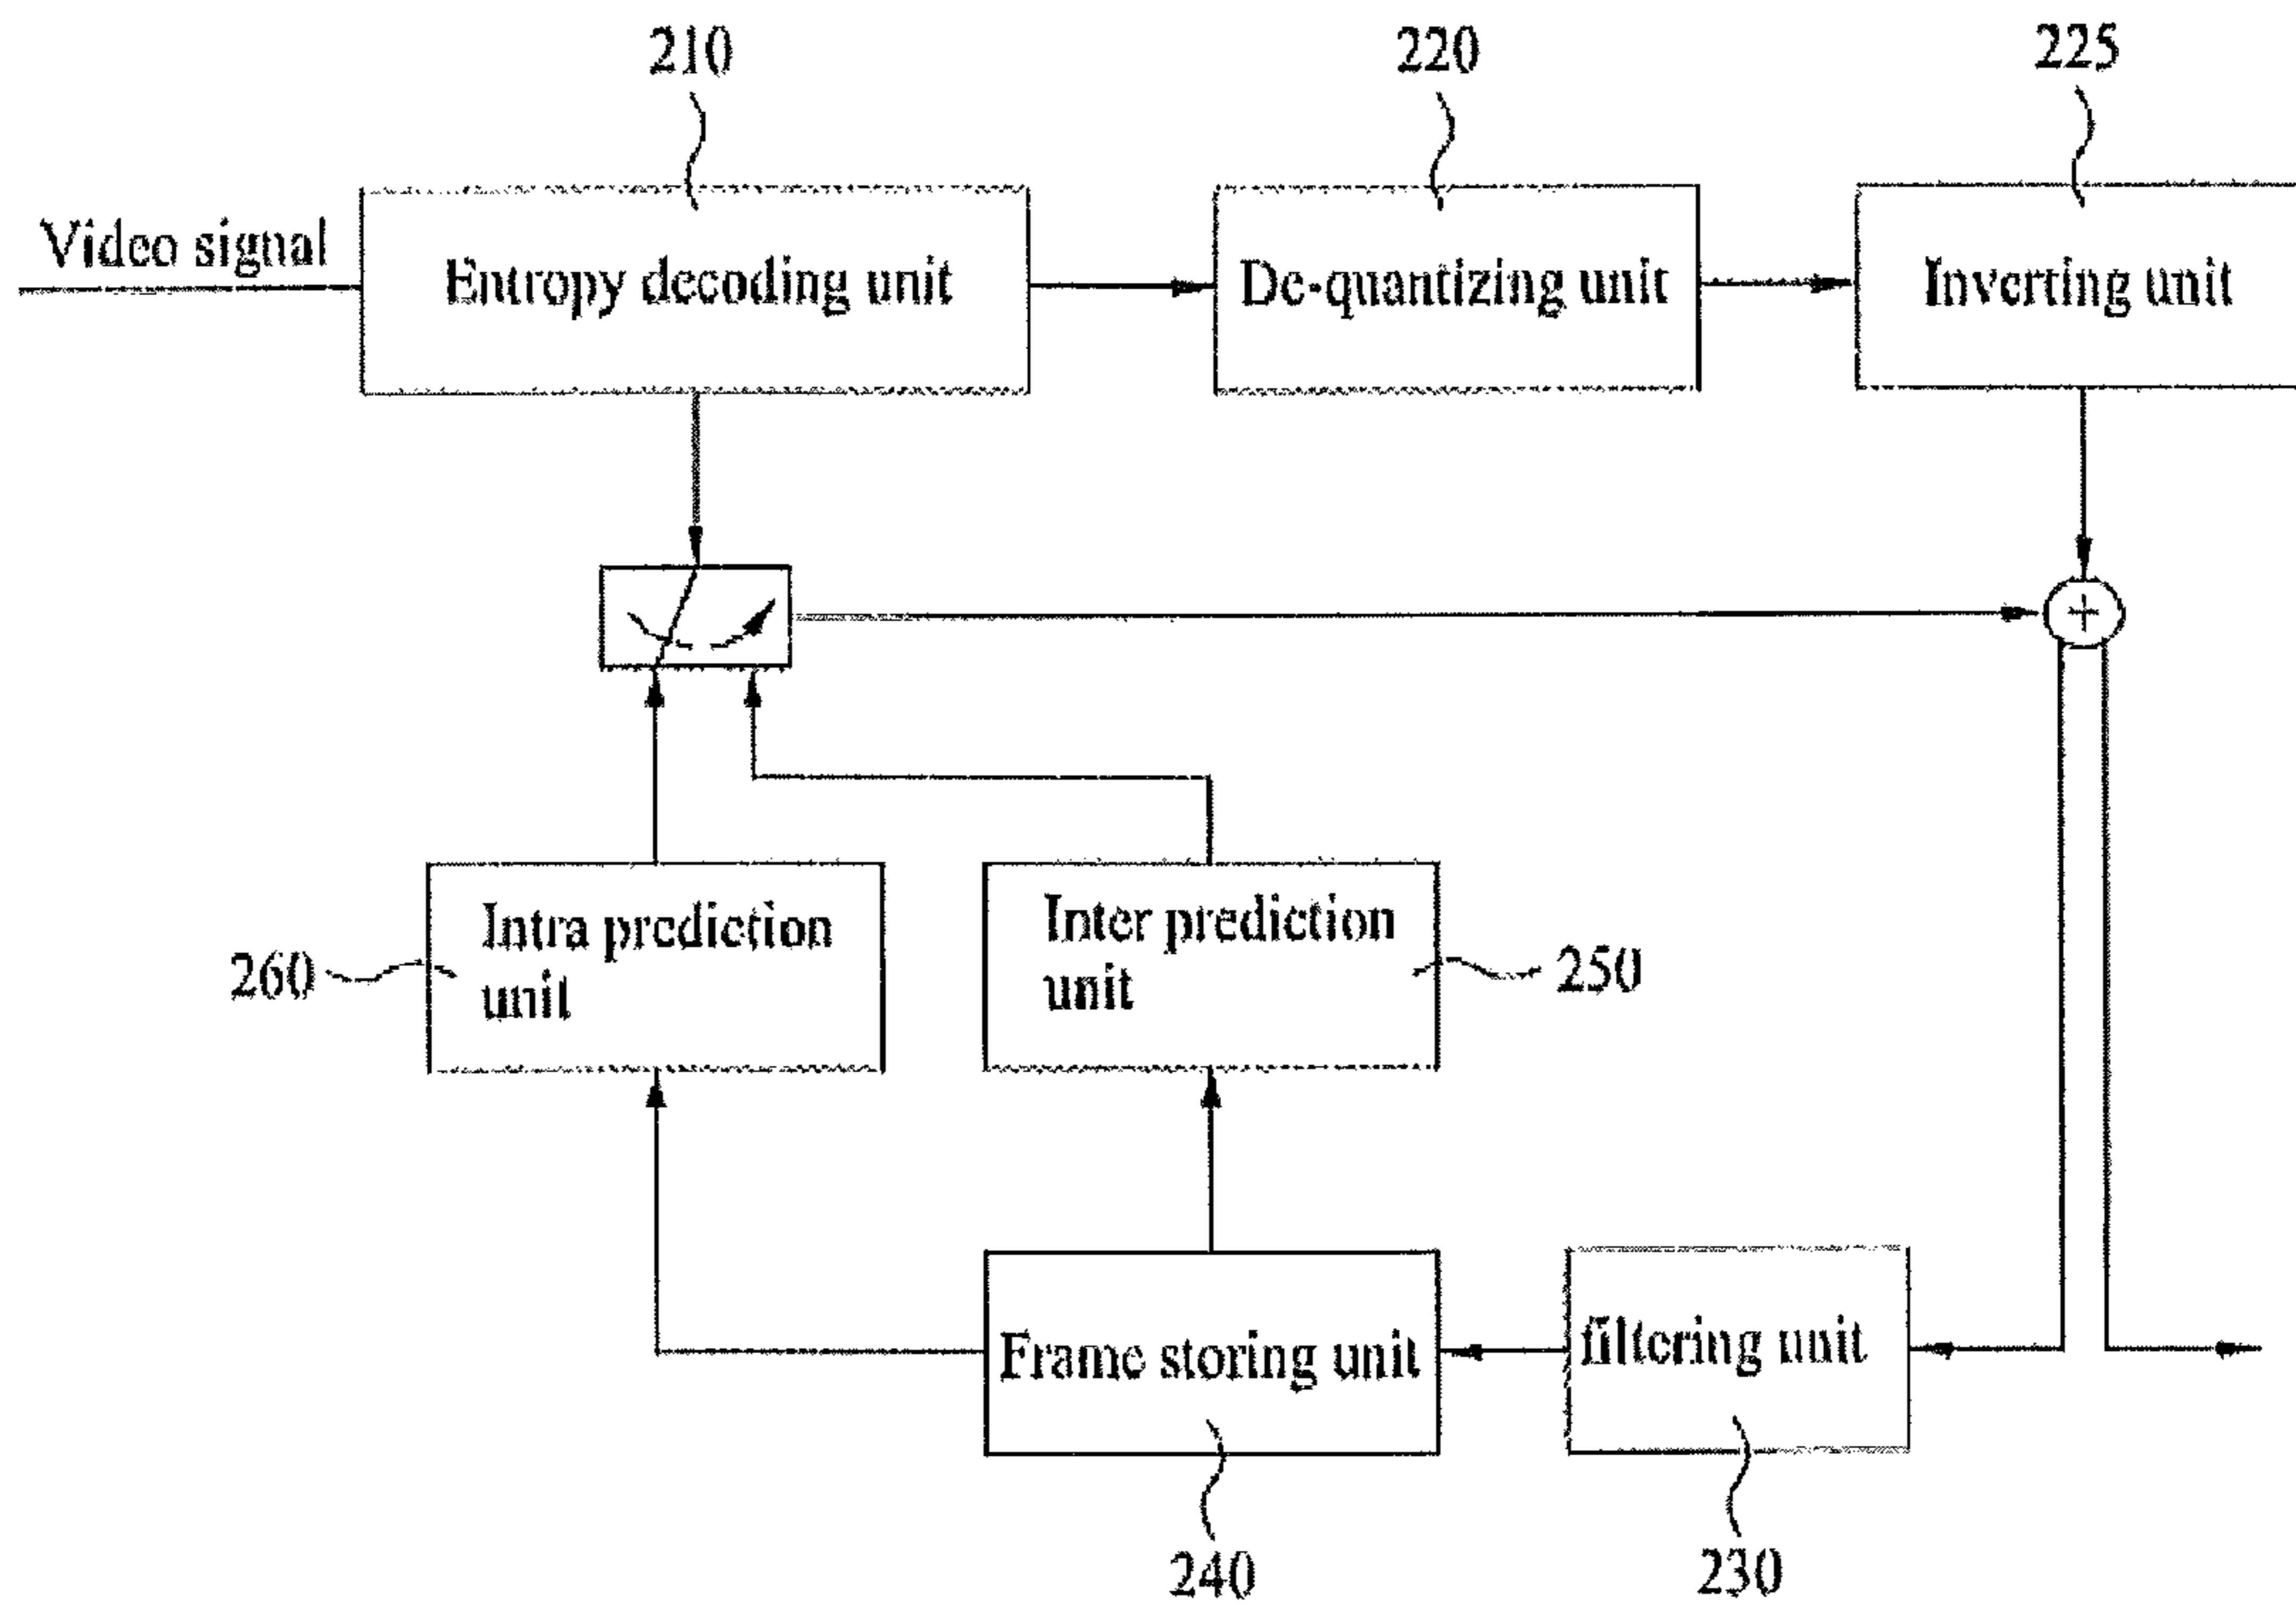 210
220
225
Video signal
Entropy decoding unit
De-quantizing unit
Inverting unit
+
Intra prediction
unit
260
Inter prediction
unit
250
Frame storing unit
filtering unit
240
230